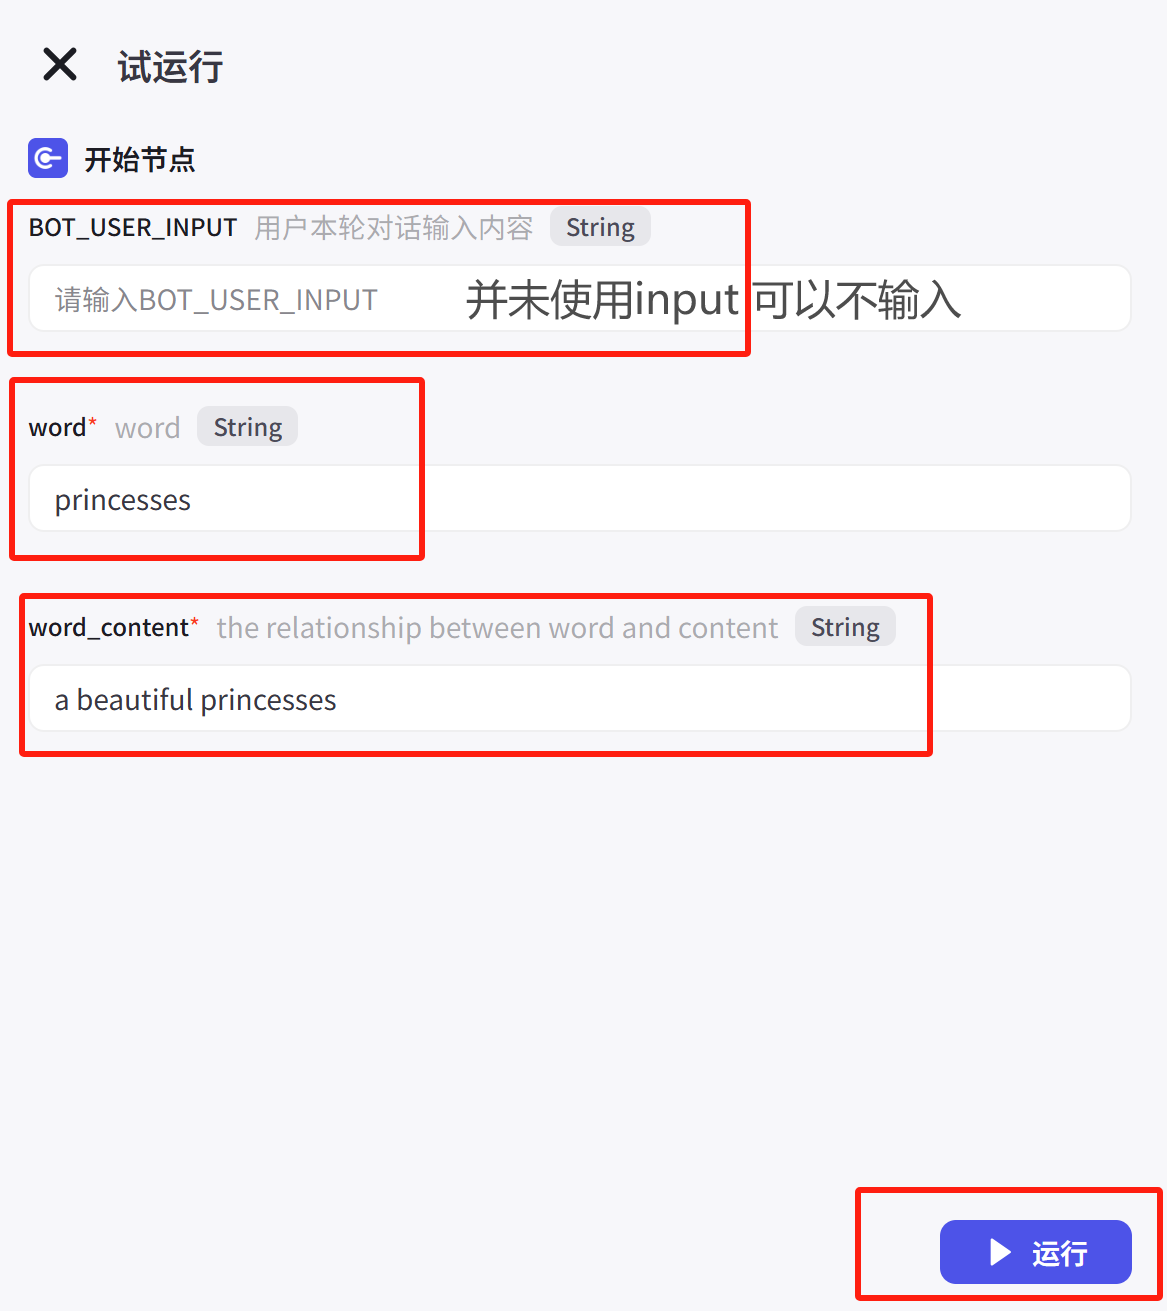 试运行
开始节点
BOT_USER_INPUT 用户本轮对话输入内容 String
请输入BOT_USER_INPUT 并未使用input 可以不输入
word* word String
princesses
word_content* the relationship between word and content String
a beautiful princesses
运行